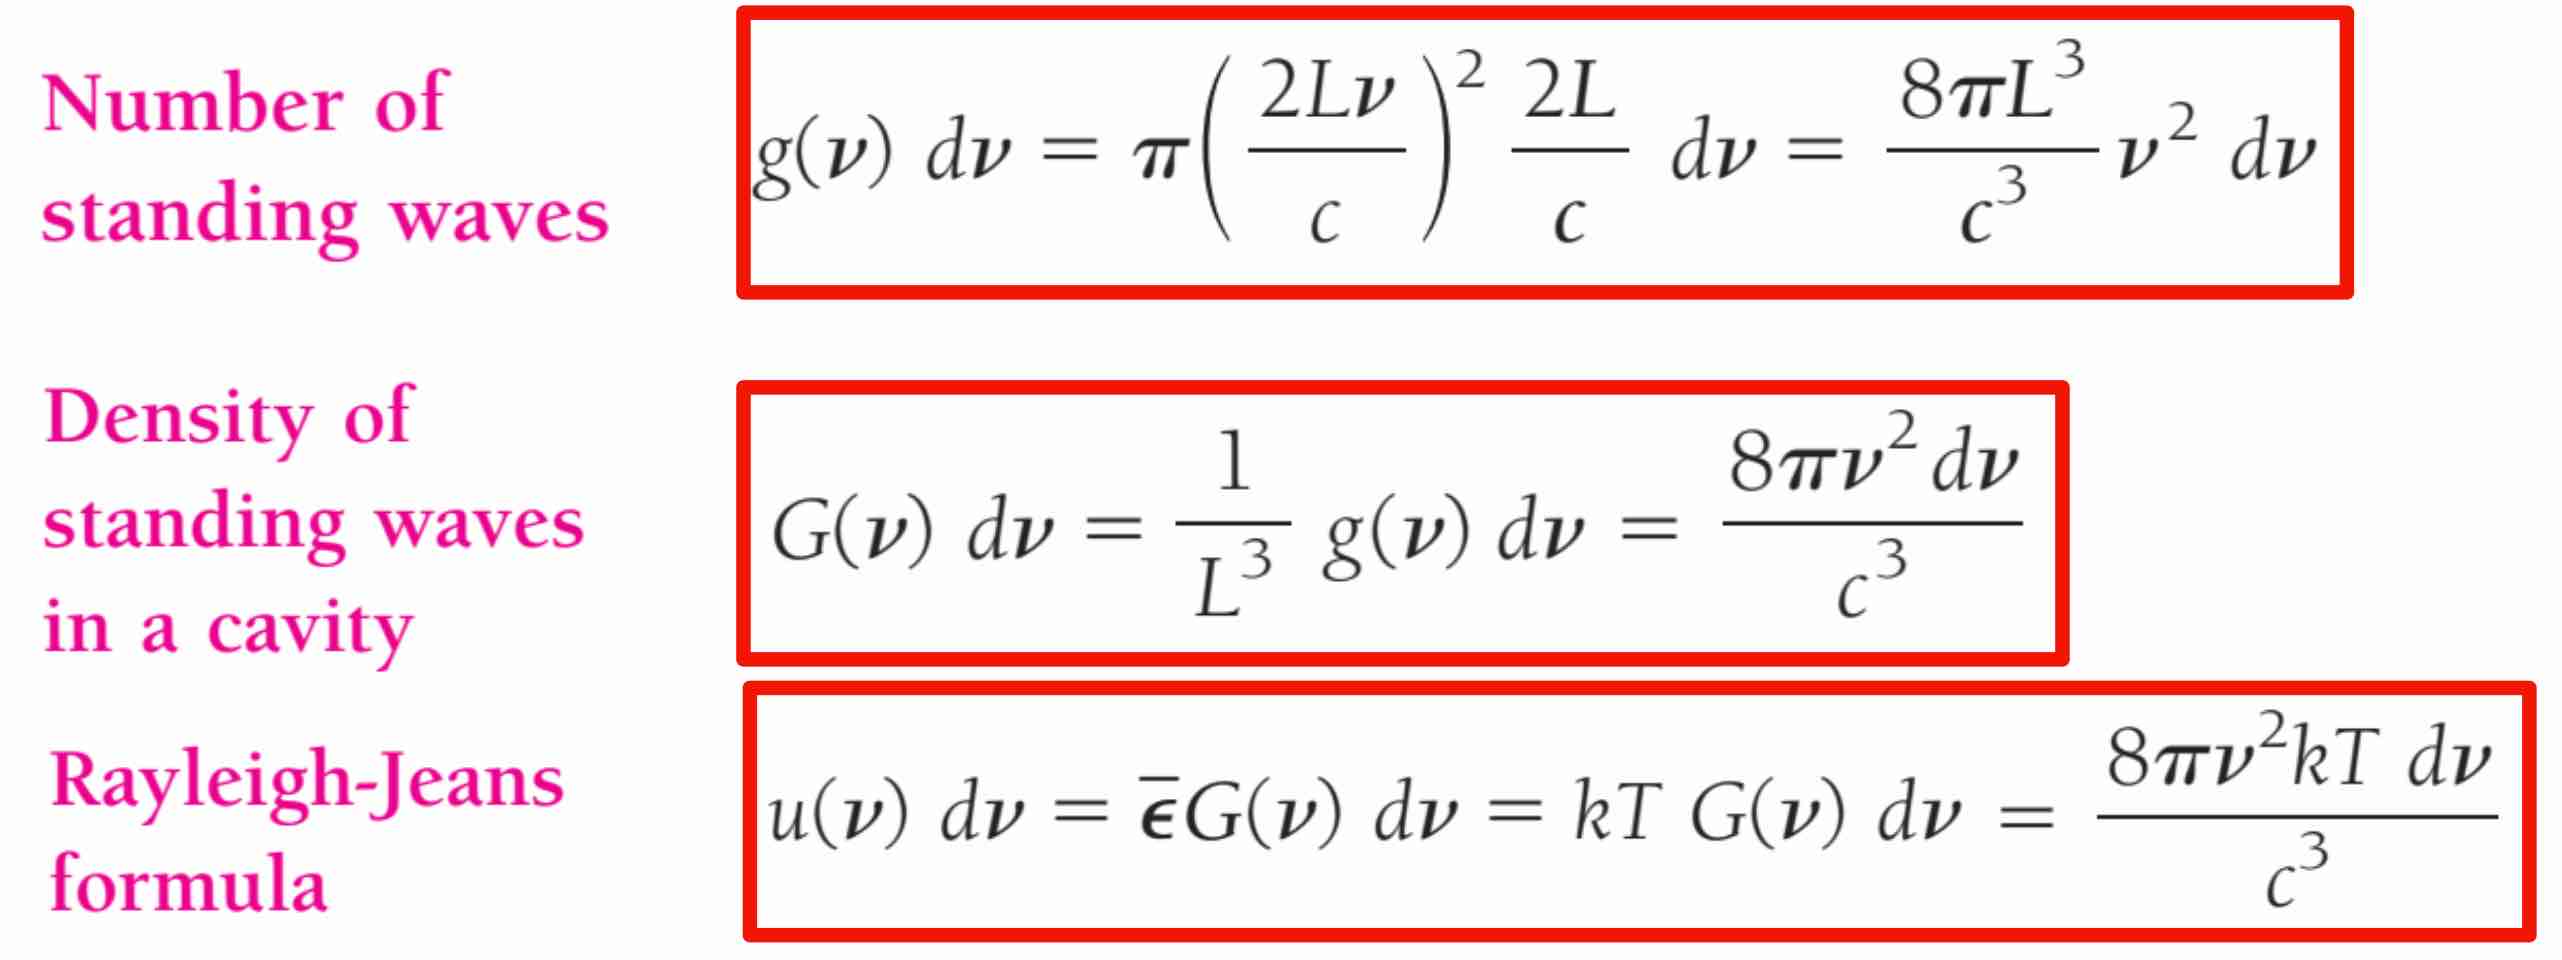 Number of
standing waves
g(ν) dν = π(2Lν/c)² 2L/c dν = 8πL³/c³ ν² dν
Density of
standing waves
in a cavity
G(ν) dν = 1/L³ g(ν) dν = 8πν² dν/c³
Rayleigh-Jeans
formula
u(ν) dν = ε̄G(ν) dν = kT G(ν) dν = 8πν²kT dν/c³